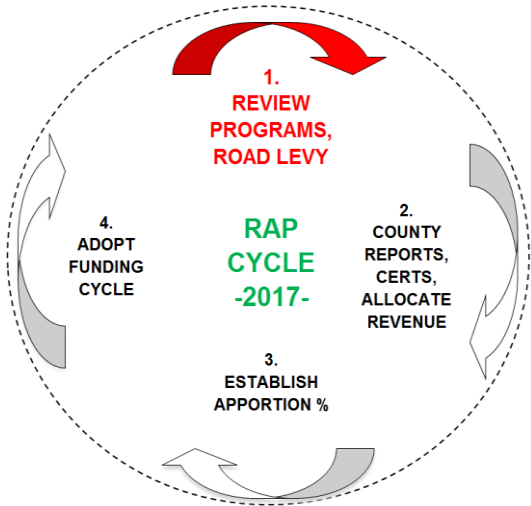 1.
REVIEW
PROGRAMS,
ROAD LEVY
2.
COUNTY
REPORTS,
CERTS,
ALLOCATE
REVENUE
3.
ESTABLISH
APPORTION %
4.
ADOPT
FUNDING
CYCLE
RAP
CYCLE
-2017-